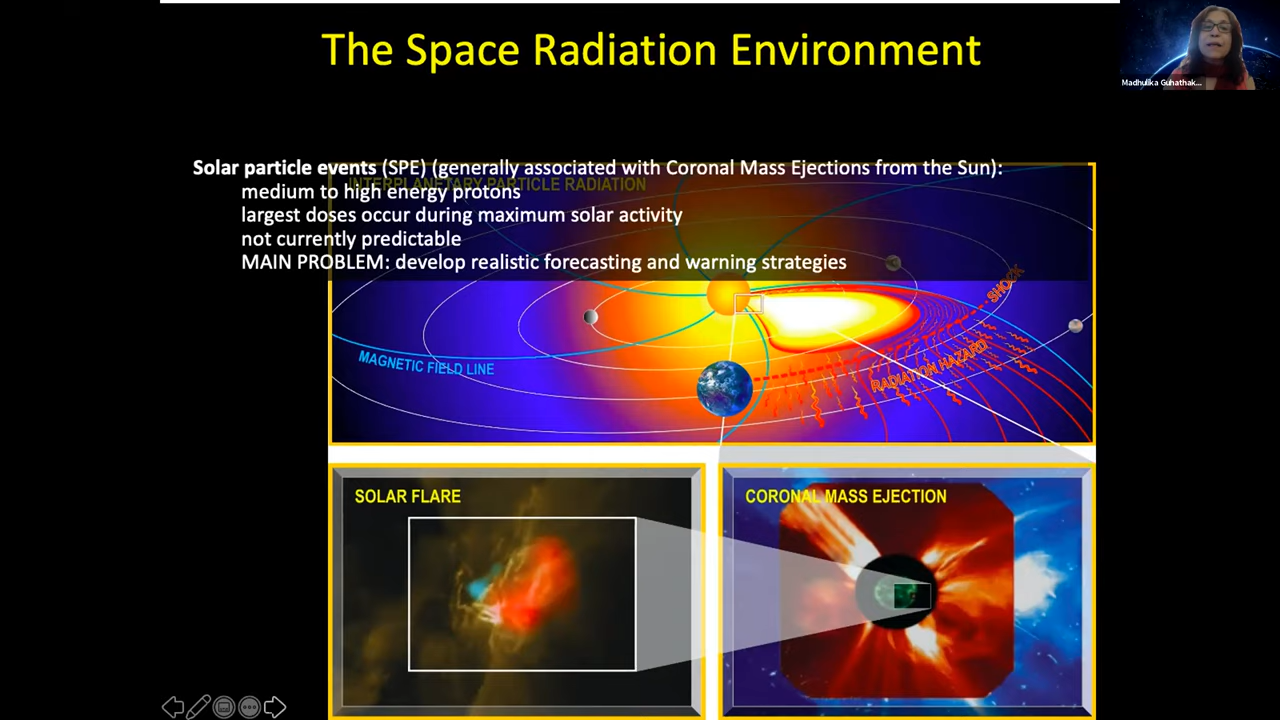 The Space Radiation Environment
Madhulika Guhathak...
Solar particle events (SPE) (generally associated with Coronal Mass Ejections from the Sun):
INTERPLANETARY PARTICLE RADIATION
medium to high energy protons
largest doses occur during maximum solar activity
not currently predictable
MAIN PROBLEM: develop realistic forecasting and warning strategies
SHOCK
MAGNETIC FIELD LINE
RADIATION HAZARD
SOLAR FLARE
CORONAL MASS EJECTION